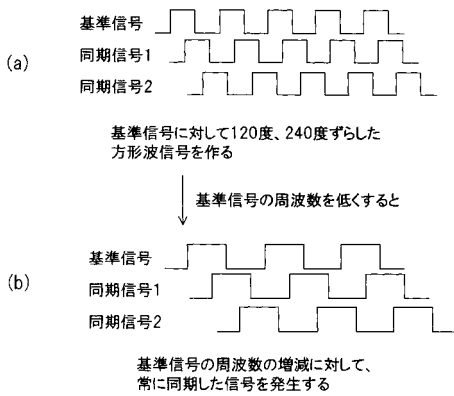 (a)
基準信号
同期信号1
同期信号2
基準信号に対して120度、240度ずらした
方形波信号を作る
基準信号の周波数を低くすると
(b)
基準信号
同期信号1
同期信号2
基準信号の周波数の増減に対して、
常に同期した信号を発生する